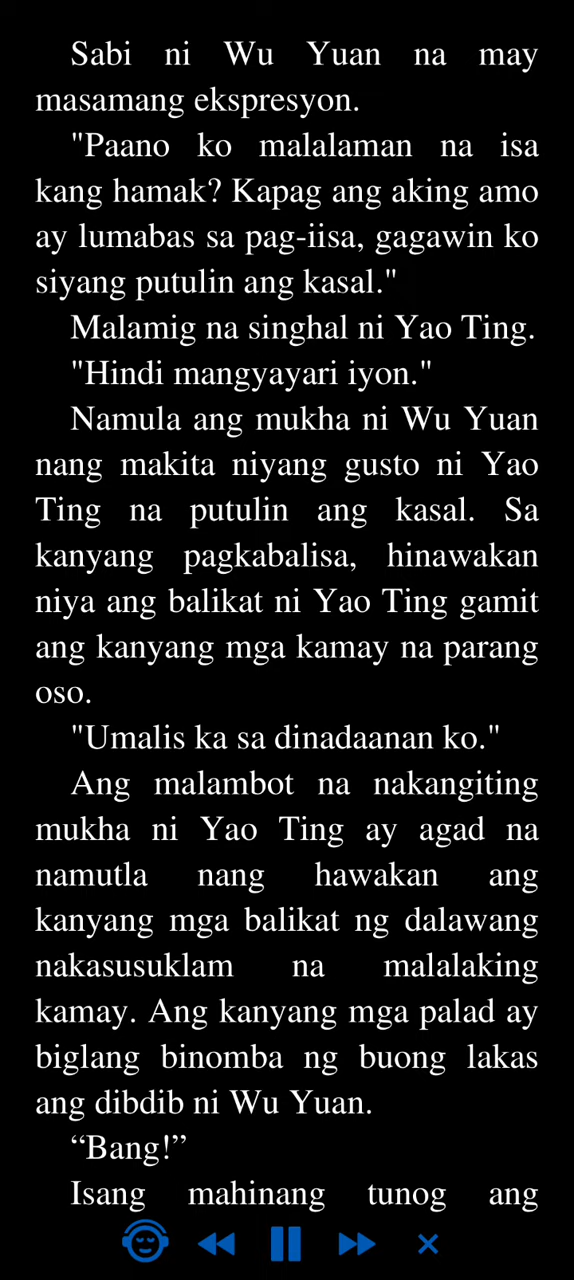 Sabi ni Wu Yuan na may
masamang ekspresyon.
"Paano ko malalaman na isa
kang hamak? Kapag ang aking amo
ay lumabas sa pag-iisa, gagawin ko
siyang putulin ang kasal."
Malamig na singhal ni Yao Ting.
"Hindi mangyayari iyon."
Namula ang mukha ni Wu Yuan
nang makita niyang gusto ni Yao
Ting na putulin ang kasal. Sa
kanyang pagkabalisa, hinawakan
niya ang balikat ni Yao Ting gamit
ang kanyang mga kamay na parang
oso.
"Umalis ka sa dinadaanan ko."
Ang malambot na nakangiting
mukha ni Yao Ting ay agad na
namutla nang hawakan ang
kanyang mga balikat ng dalawang
nakasusuklam na malalaking
kamay. Ang kanyang mga palad ay
biglang binomba ng buong lakas
ang dibdib ni Wu Yuan.
“Bang!”
Isang mahinang tunog ang